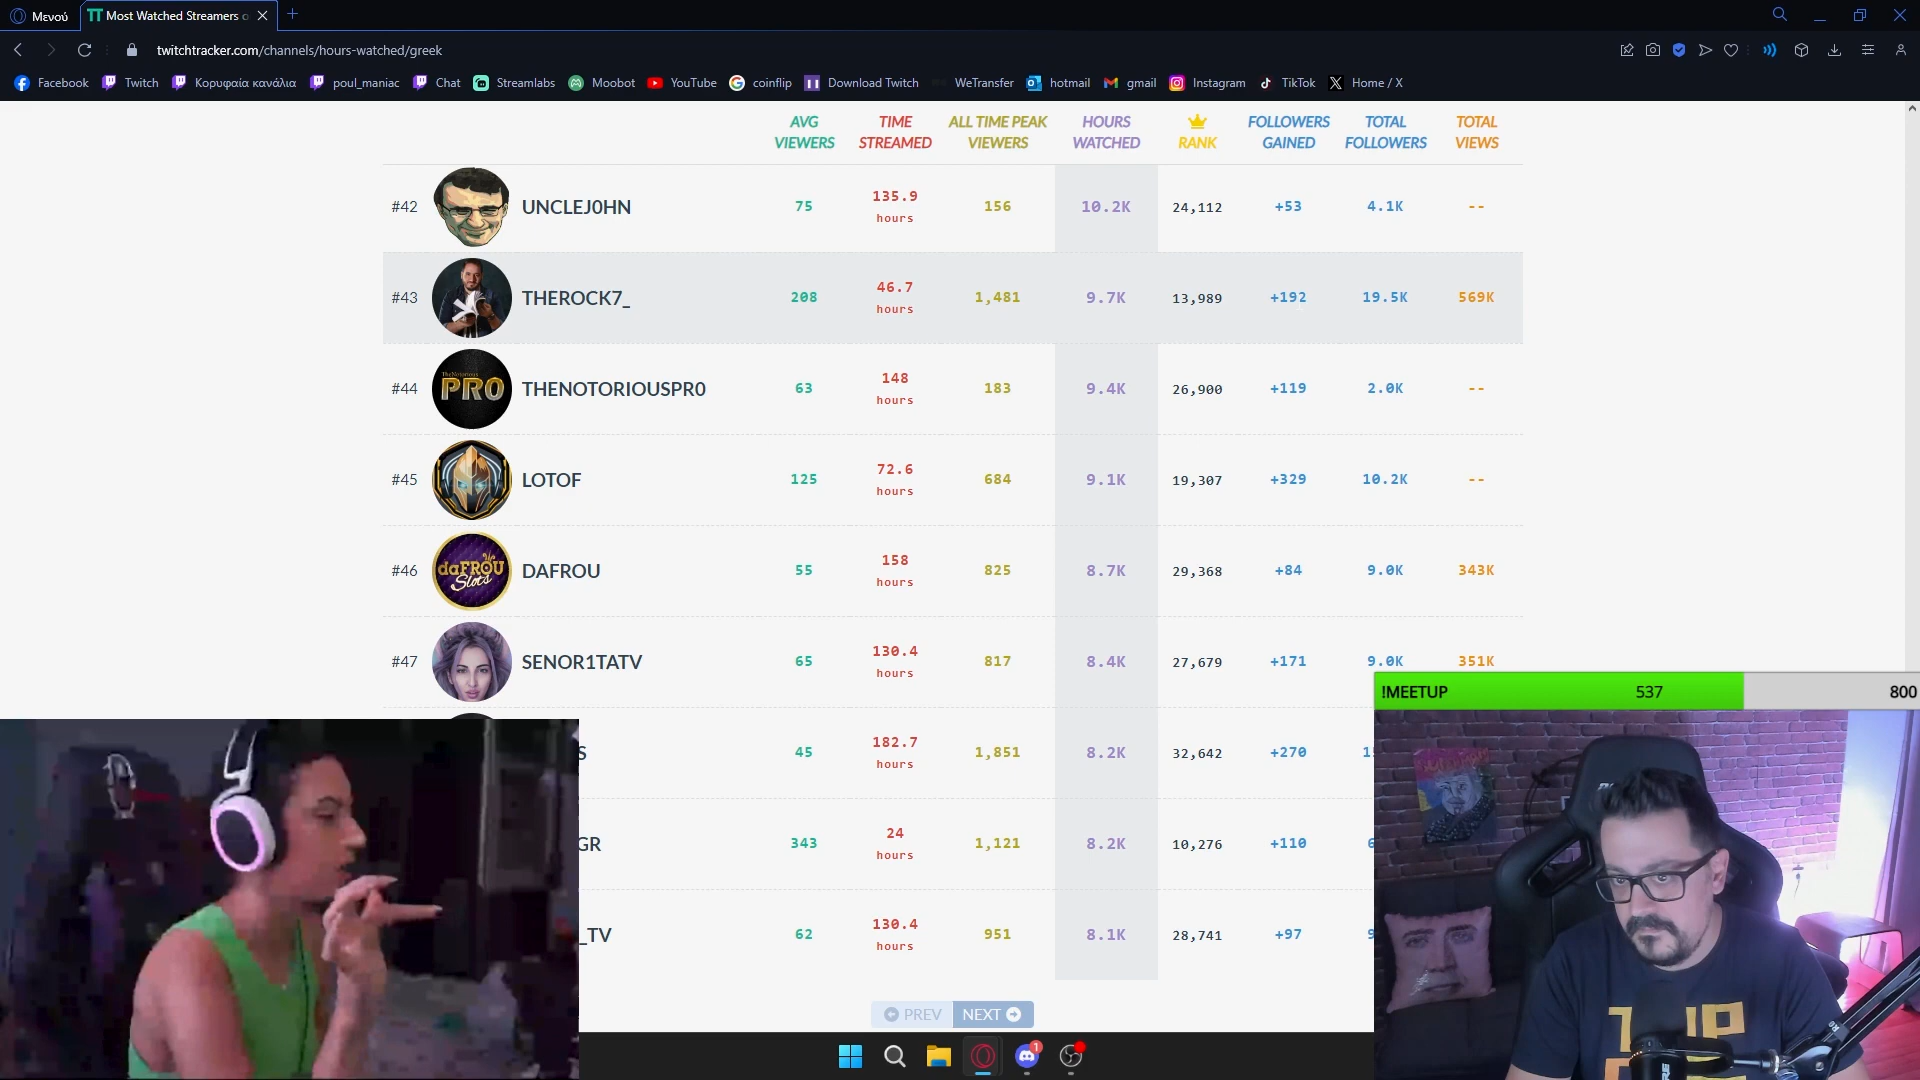 Μενού
Most Watched Streamers o
twitchtracker.com/channels/hours-watched/greek
Facebook
Twitch
Κορυφαία κανάλια
poul_maniac
Chat
Streamlabs
Moobot
YouTube
coinflip
Download Twitch
WeTransfer
hotmail
gmail
Instagram
TikTok
Home / X
AVG VIEWERS
TIME STREAMED
ALL TIME PEAK VIEWERS
HOURS WATCHED
RANK
FOLLOWERS GAINED
TOTAL FOLLOWERS
TOTAL VIEWS
#42 UNCLEJ0HN 75 135.9 hours 156 10.2K 24,112 +53 4.1K --
#43 THEROCK7_ 208 46.7 hours 1,481 9.7K 13,989 +192 19.5K 569K
TheNotorious
PRO
#44 THENOTORIOUSPR0 63 148 hours 183 9.4K 26,900 +119 2.0K --
#45 LOTOF 125 72.6 hours 684 9.1K 19,307 +329 10.2K --
daFROU
Slots
#46 DAFROU 55 158 hours 825 8.7K 29,368 +84 9.0K 343K
#47 SENOR1TATV 65 130.4 hours 817 8.4K 27,679 +171 9.0K 351K
!MEETUP 537 800
S 45 182.7 hours 1,851 8.2K 32,642 +270 1
GR 343 24 hours 1,121 8.2K 10,276 +110 6
_TV 62 130.4 hours 951 8.1K 28,741 +97 9
PREV
NEXT
1